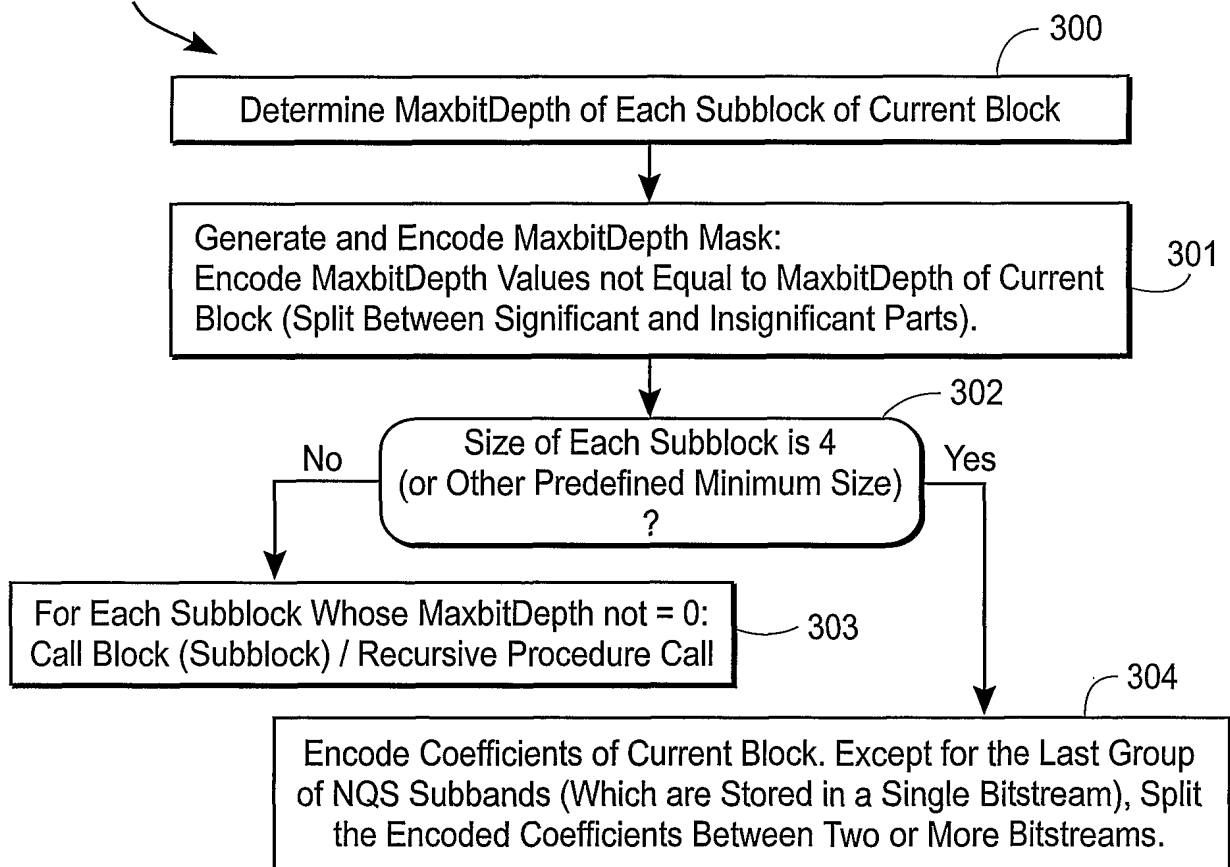 300
Determine MaxbitDepth of Each Subblock of Current Block
Generate and Encode MaxbitDepth Mask:
Encode MaxbitDepth Values not Equal to MaxbitDepth of Current
Block (Split Between Significant and Insignificant Parts).
301
302
Size of Each Subblock is 4
(or Other Predefined Minimum Size)
?
No
Yes
For Each Subblock Whose MaxbitDepth not = 0:
Call Block (Subblock) / Recursive Procedure Call
303
304
Encode Coefficients of Current Block. Except for the Last Group
of NQS Subbands (Which are Stored in a Single Bitstream), Split
the Encoded Coefficients Between Two or More Bitstreams.